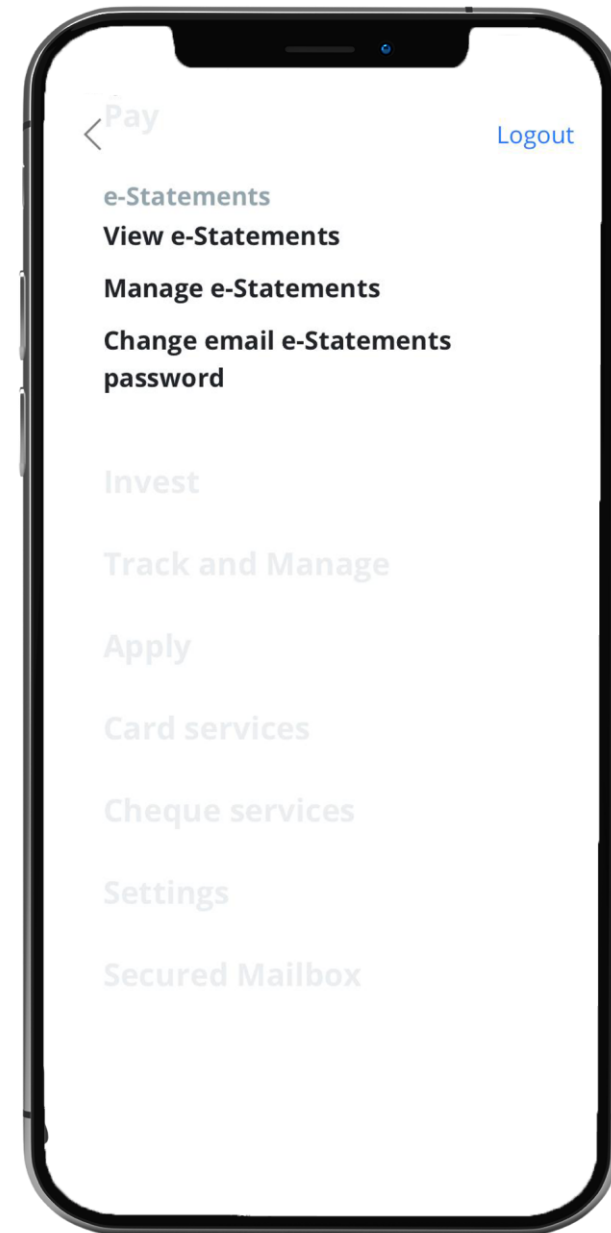 Pay
Logout
e-Statements
View e-Statements
Manage e-Statements
Change email e-Statements
password
Invest
Track and Manage
Apply
Card services
Cheque services
Settings
Secured Mailbox